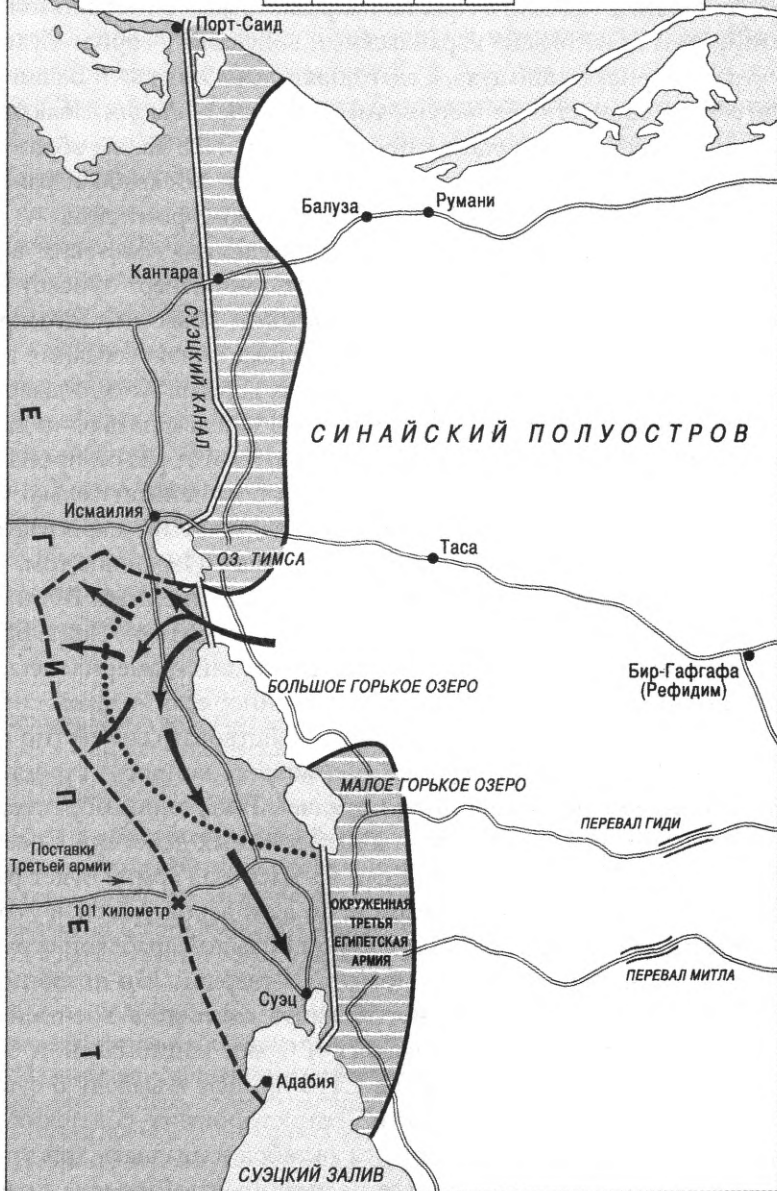 Порт-Саид
Балуза
Румани
Кантара
СУЭЦКИЙ КАНАЛ
СИНАЙСКИЙ ПОЛУОСТРОВ
Исмаилия
ОЗ. ТИМСА
Таса
Бир-Гафгафа
(Рефидим)
БОЛЬШОЕ ГОРЬКОЕ ОЗЕРО
МАЛОЕ ГОРЬКОЕ ОЗЕРО
ПЕРЕВАЛ ГИДИ
Поставки
Третьей армии
101 километр
ОКРУЖЕННАЯ
ТРЕТЬЯ
ЕГИПЕТСКАЯ
АРМИЯ
ПЕРЕВАЛ МИТЛА
Суэц
Адабия
СУЭЦКИЙ ЗАЛИВ
ЕГИПЕТ